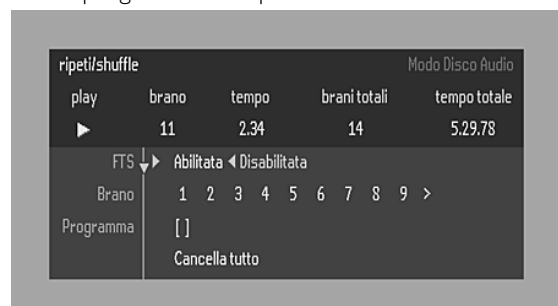 ripeti/shuffle Modo Disco Audio
play brano tempo brani totali tempo totale
11 2.34 14 5.29.78
FTS Abilitata Disabilitata
Brano 1 2 3 4 5 6 7 8 9 >
Programma [ ]
Cancella tutto